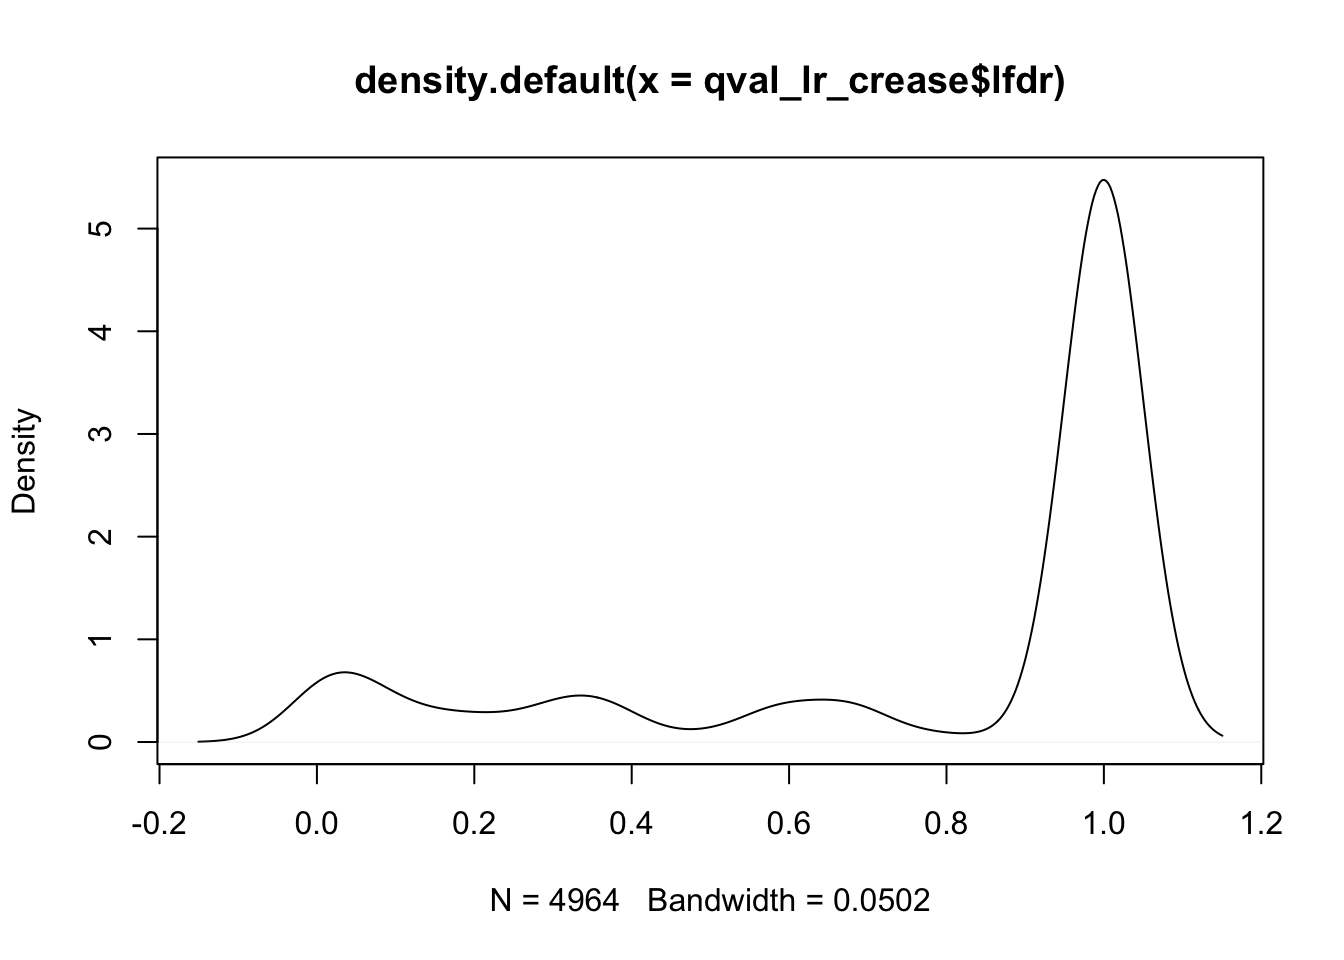 density.default(x = qval_lr_crease$lfdr)
Density
5
4
3
2
1
0
-0.2 0.0 0.2 0.4 0.6 0.8 1.0 1.2
N = 4964 Bandwidth = 0.0502